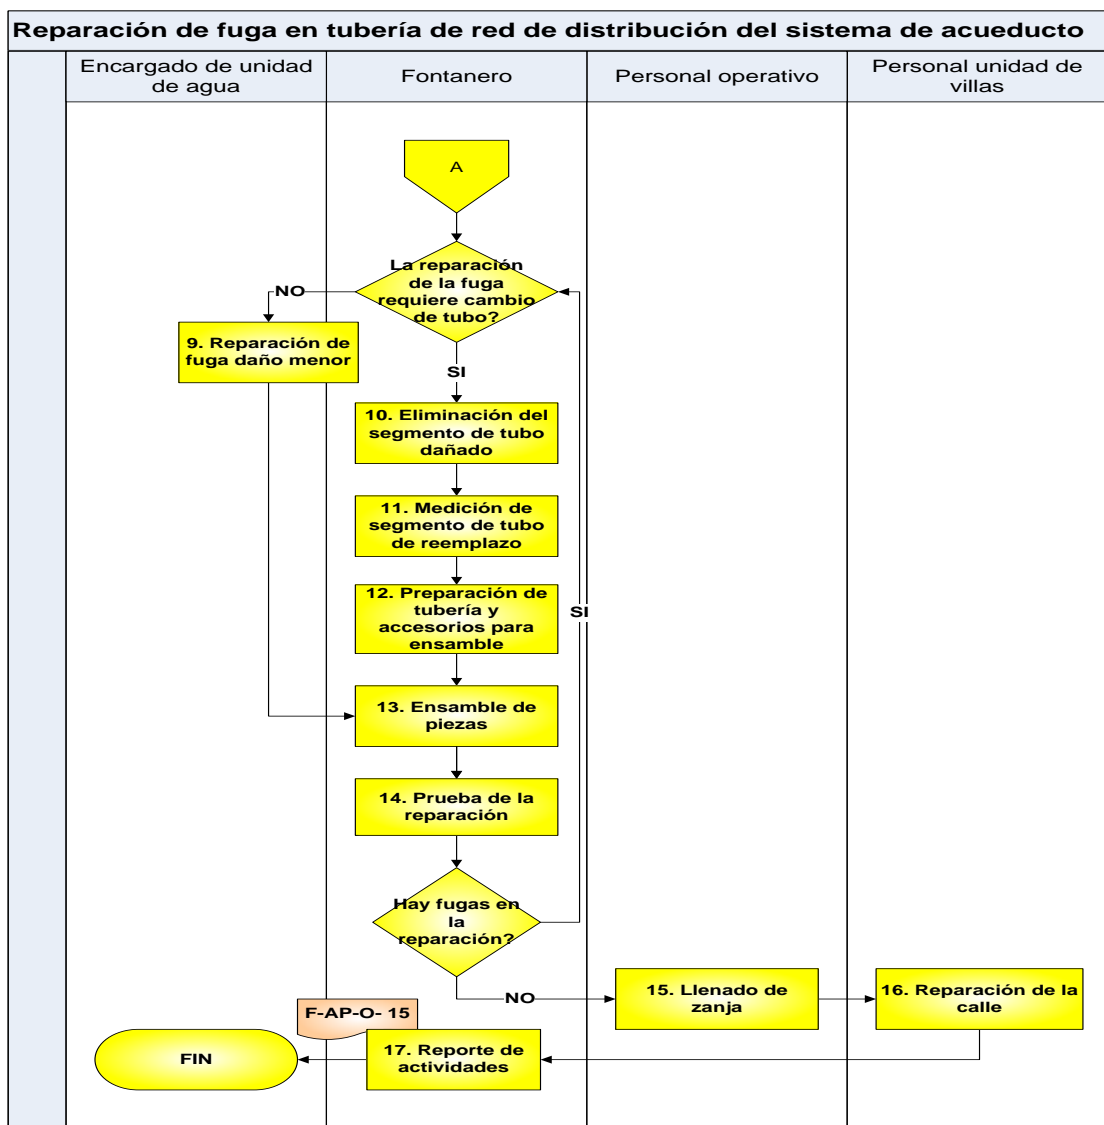 Reparación de fuga en tubería de red de distribución del sistema de acueducto
Encargado de unidad
de agua
Fontanero
Personal operativo
Personal unidad de
villas
A
La reparación
de la fuga
requiere cambio
de tubo?
NO
9. Reparación de
fuga daño menor
SI
10. Eliminación del
segmento de tubo
dañado
11. Medición de
segmento de tubo
de reemplazo
12. Preparación de
tubería y
accesorios para
ensamble
SI
13. Ensamble de
piezas
14. Prueba de la
reparación
Hay fugas en
la
reparación?
NO
15. Llenado de
zanja
16. Reparación de la
calle
F-AP-O- 15
17. Reporte de
actividades
FIN